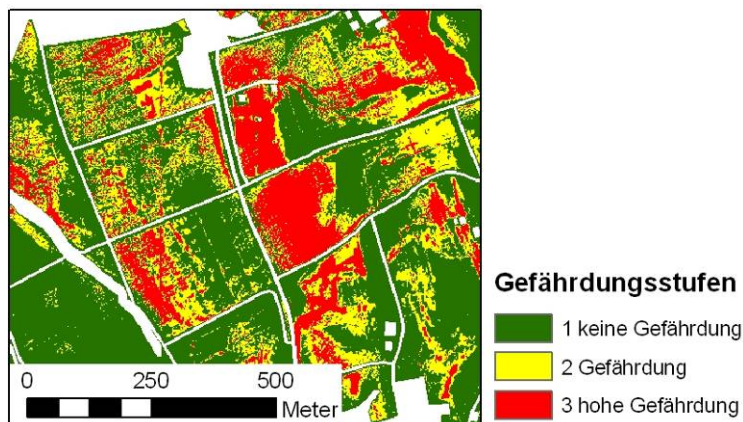 Gefährdungsstufen
1 keine Gefährdung
2 Gefährdung
3 hohe Gefährdung
0 250 500
Meter